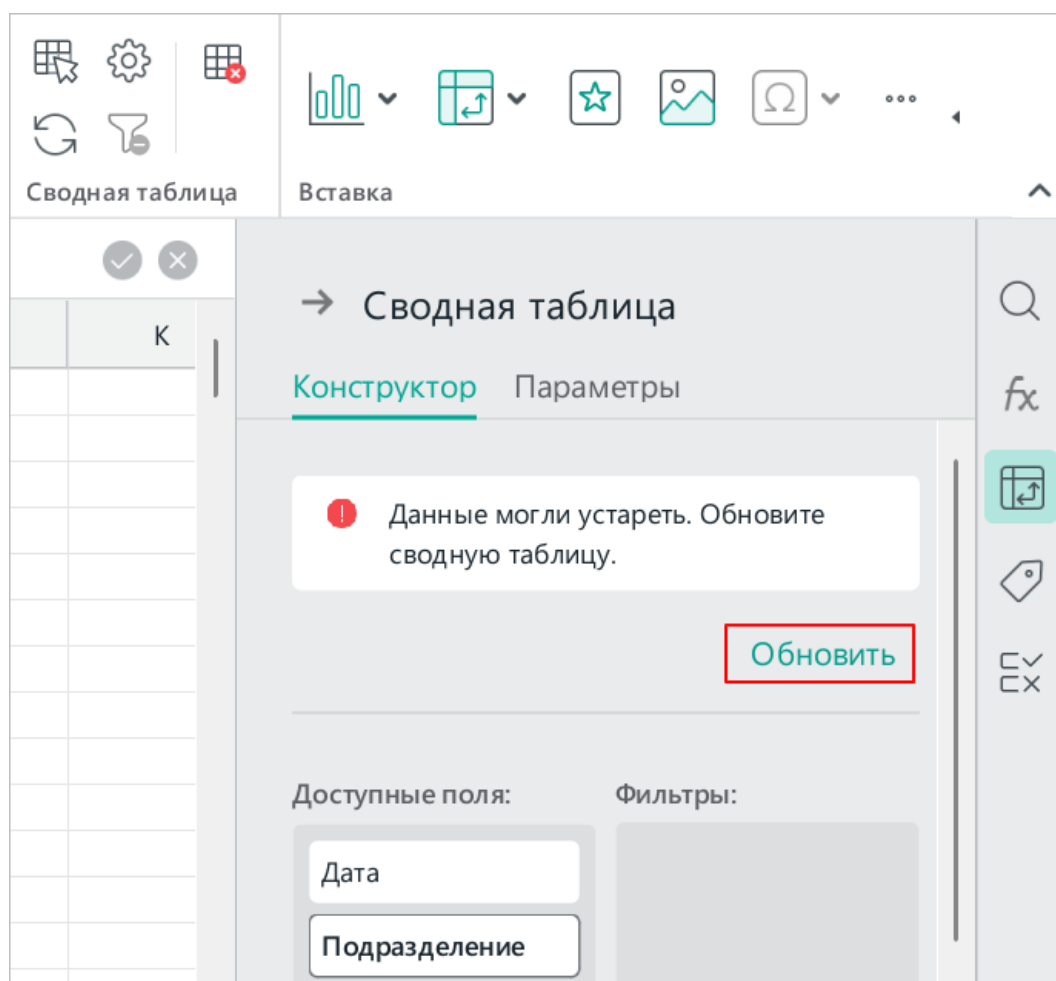 Сводная таблица
Вставка
K
Сводная таблица
Конструктор
Параметры
Данные могли устареть. Обновите
сводную таблицу.
Обновить
Доступные поля:
Фильтры:
Дата
Подразделение